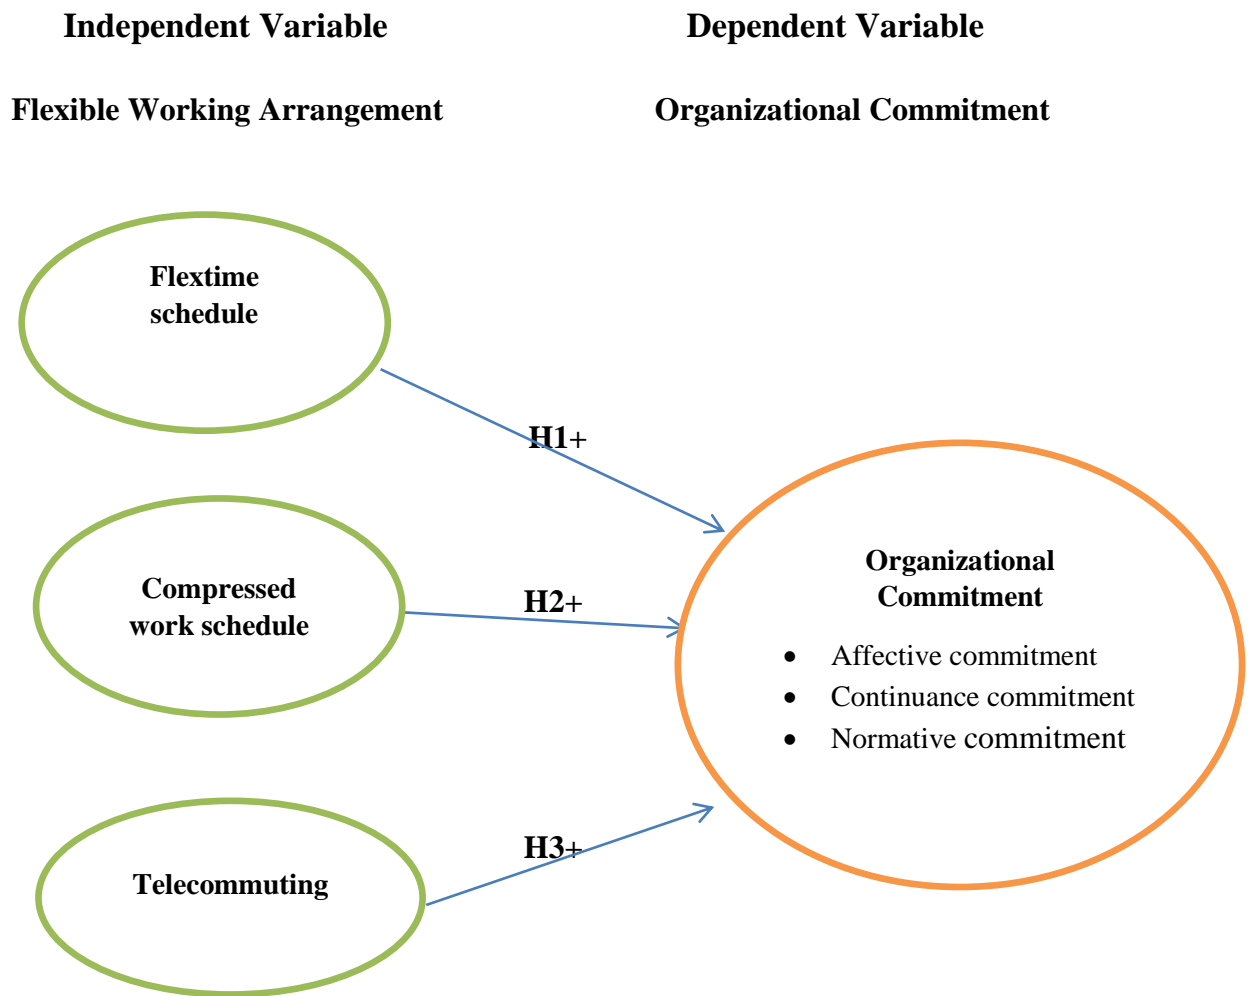 Independent Variable
Dependent Variable
Flexible Working Arrangement
Organizational Commitment
Flextime
schedule
H1+
Compressed
work schedule
H2+
Organizational
Commitment
• Affective commitment
• Continuance commitment
• Normative commitment
Telecommuting
H3+